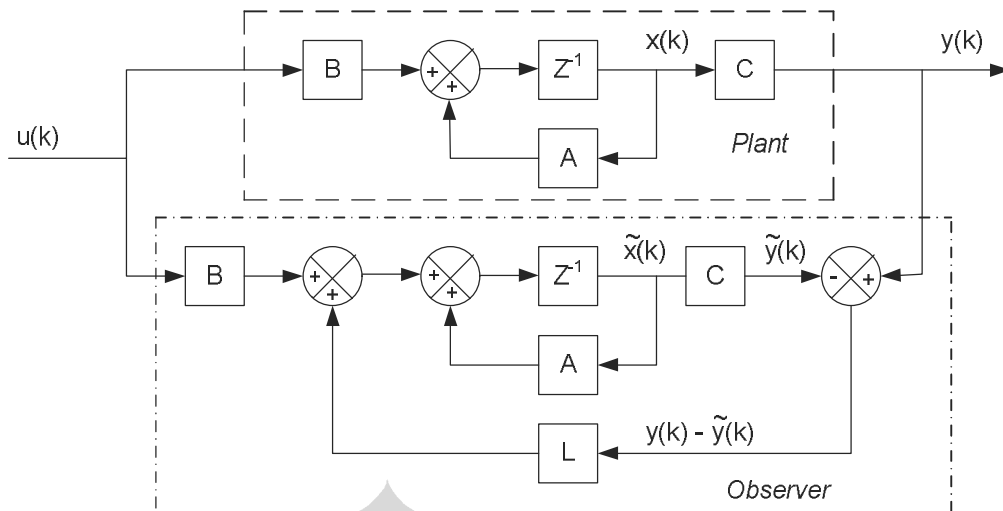 x(k)
y(k)
B
+
+
Z⁻¹
C
u(k)
A
Plant
x̃(k)
ỹ(k)
B
+
+
+
+
Z⁻¹
C
-
+
A
L
y(k) - ỹ(k)
Observer